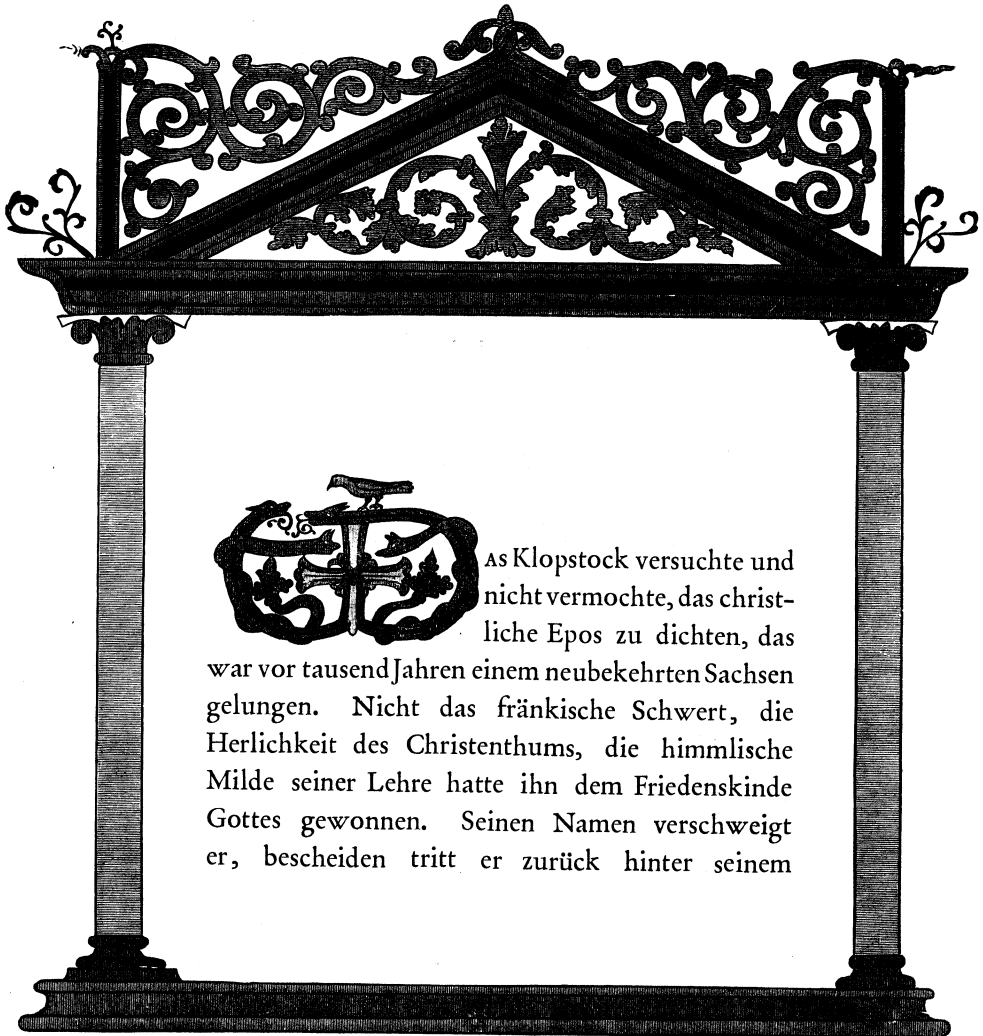 WAS Klopstock versuchte und
nicht vermochte, das christ-
liche Epos zu dichten, das
war vor tausend Jahren einem neubekehrten Sachsen
gelungen. Nicht das fränkische Schwert, die
Herlichkeit des Christenthums, die himmlische
Milde seiner Lehre hatte ihn dem Friedenskinde
Gottes gewonnen. Seinen Namen verschweigt
er, bescheiden tritt er zurück hinter seinem